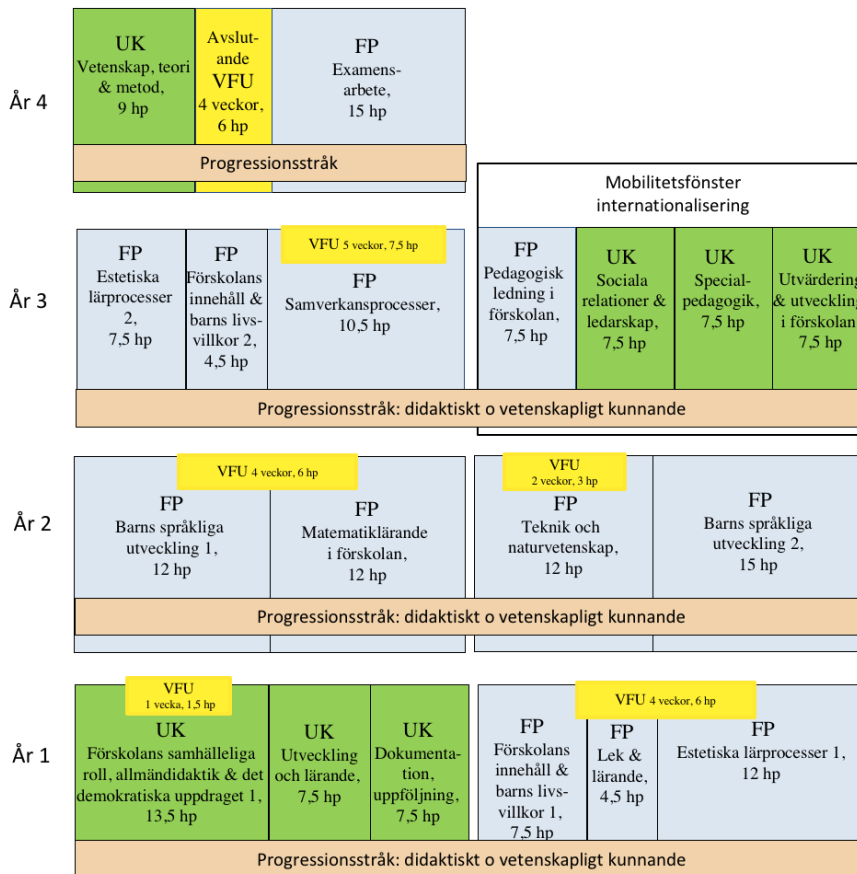 År 4
UK
Vetenskap, teori
& metod
9 hp
Avslut-
ande
VFU
4 veckor,
6 hp
FP
Examens-
arbete,
15 hp
Progressionsstråk
Mobilitetsfönster
internationalisering
År 3
FP
Estetiska
lärprocesser
2,
7,5 hp
FP
Förskolans
innehåll &
barns livs-
villkor 2,
4,5 hp
VFU 5 veckor, 7,5 hp
FP
Samverkansprocesser,
10,5 hp
FP
Pedagogisk
ledning i
förskolan,
7,5 hp
UK
Sociala
relationer &
ledarskap,
7,5 hp
UK
Special-
pedagogik,
7,5 hp
UK
Utvärdering
& utveckling
i förskolan
7,5 hp
Progressionsstråk: didaktiskt o vetenskapligt kunnande
År 2
VFU 4 veckor, 6 hp
FP
Barns språkliga
utveckling 1,
12 hp
FP
Matematiklärande
i förskolan,
12 hp
VFU
2 veckor, 3 hp
FP
Teknik och
naturvetenskap,
12 hp
FP
Barns språkliga
utveckling 2,
15 hp
Progressionsstråk: didaktiskt o vetenskapligt kunnande
År 1
VFU
1 vecka, 1,5 hp
UK
Förskolans samhälleliga
roll, allmändidaktik & det
demokratiska uppdraget 1,
13,5 hp
UK
Utveckling
och lärande,
7,5 hp
UK
Dokumenta-
tion,
uppföljning,
7,5 hp
VFU 4 veckor, 6 hp
FP
Förskolans
innehåll &
barns livs-
villkor 1,
7,5 hp
FP
Lek &
lärande,
4,5 hp
FP
Estetiska lärprocesser 1,
12 hp
Progressionsstråk: didaktiskt o vetenskapligt kunnande